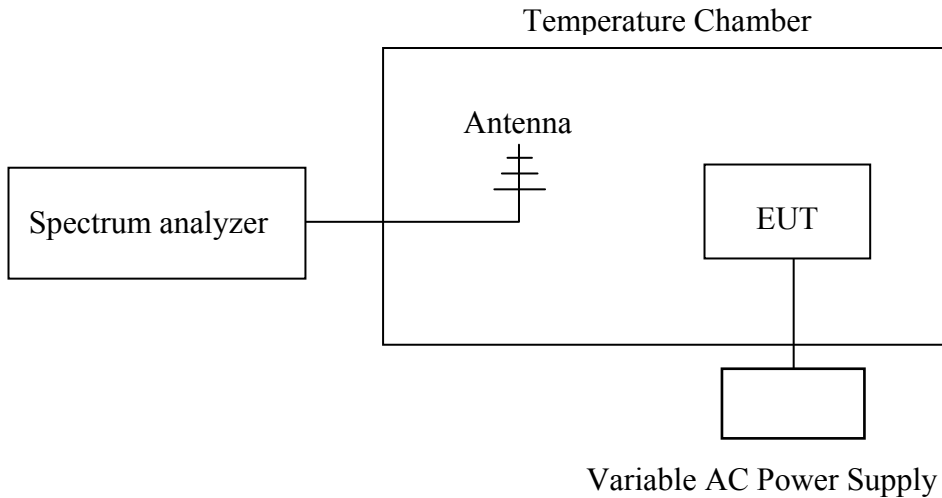 Temperature Chamber
Antenna
Spectrum analyzer
EUT
Variable AC Power Supply